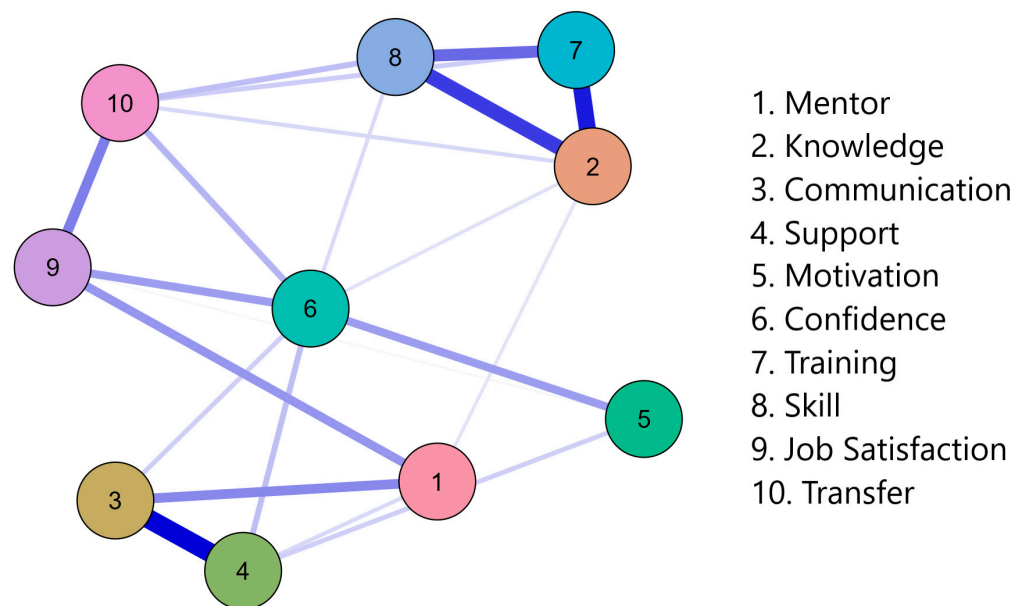 8
7
10
2
9
6
5
1
3
4
1. Mentor
2. Knowledge
3. Communication
4. Support
5. Motivation
6. Confidence
7. Training
8. Skill
9. Job Satisfaction
10. Transfer